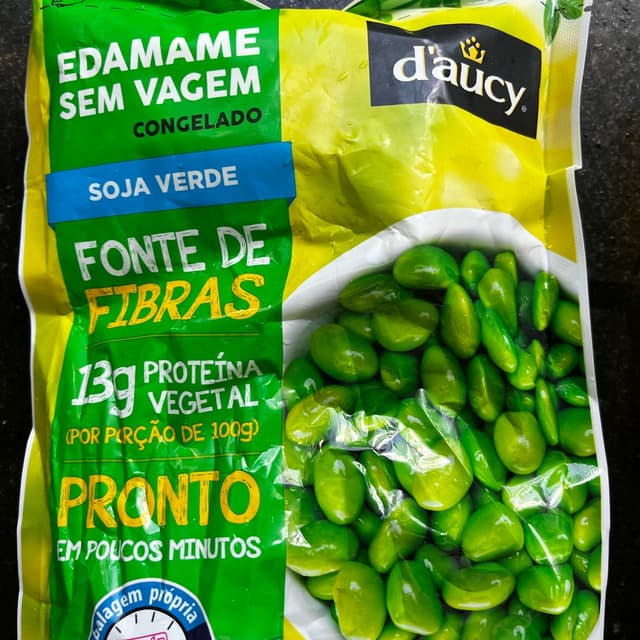 EDAMAME
SEM VAGEM
CONGELADO
d'aucy
SOJA VERDE
FONTE DE
FIBRAS
13g PROTEÍNA
VEGETAL
(POR PORÇÃO DE 100g)
PRONTO
EM POUCOS MINUTOS
própria